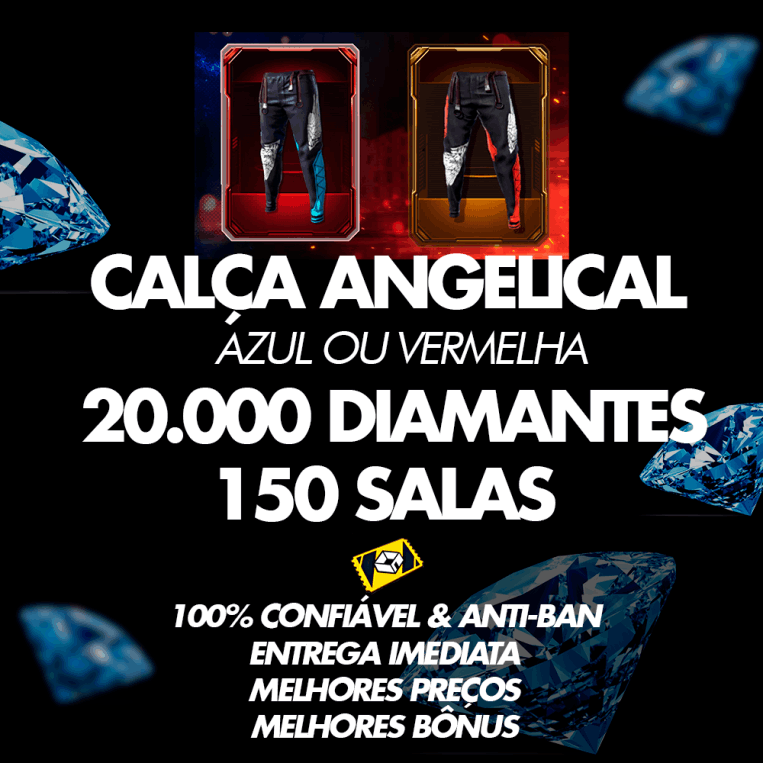 CALÇA ANGELICAL
AZUL OU VERMELHA
20.000 DIAMANTES
150 SALAS
100% CONFIÁVEL & ANTI-BAN
ENTREGA IMEDIATA
MELHORES PREÇOS
MELHORES BÔNUS